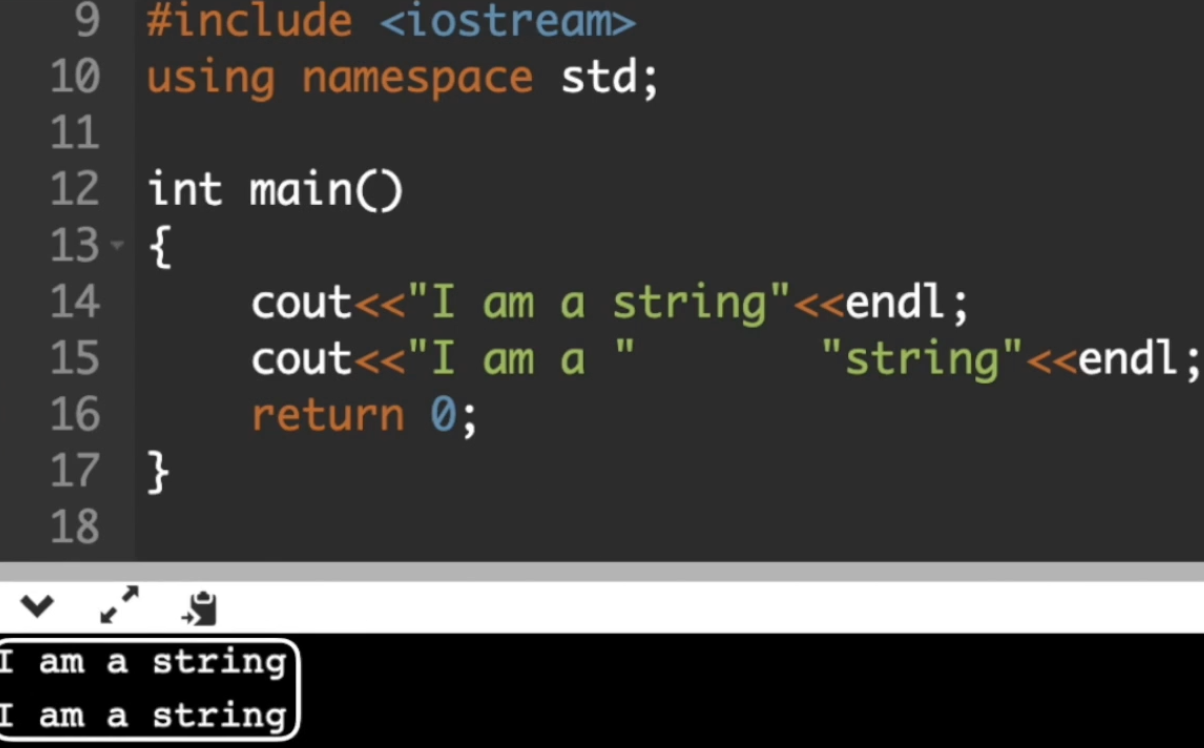 9 #include <iostream>
10 using namespace std;
11
12 int main()
13 {
14     cout<<"I am a string"<<endl;
15     cout<<"I am a "       "string"<<endl;
16     return 0;
17 }
18
I am a string
I am a string